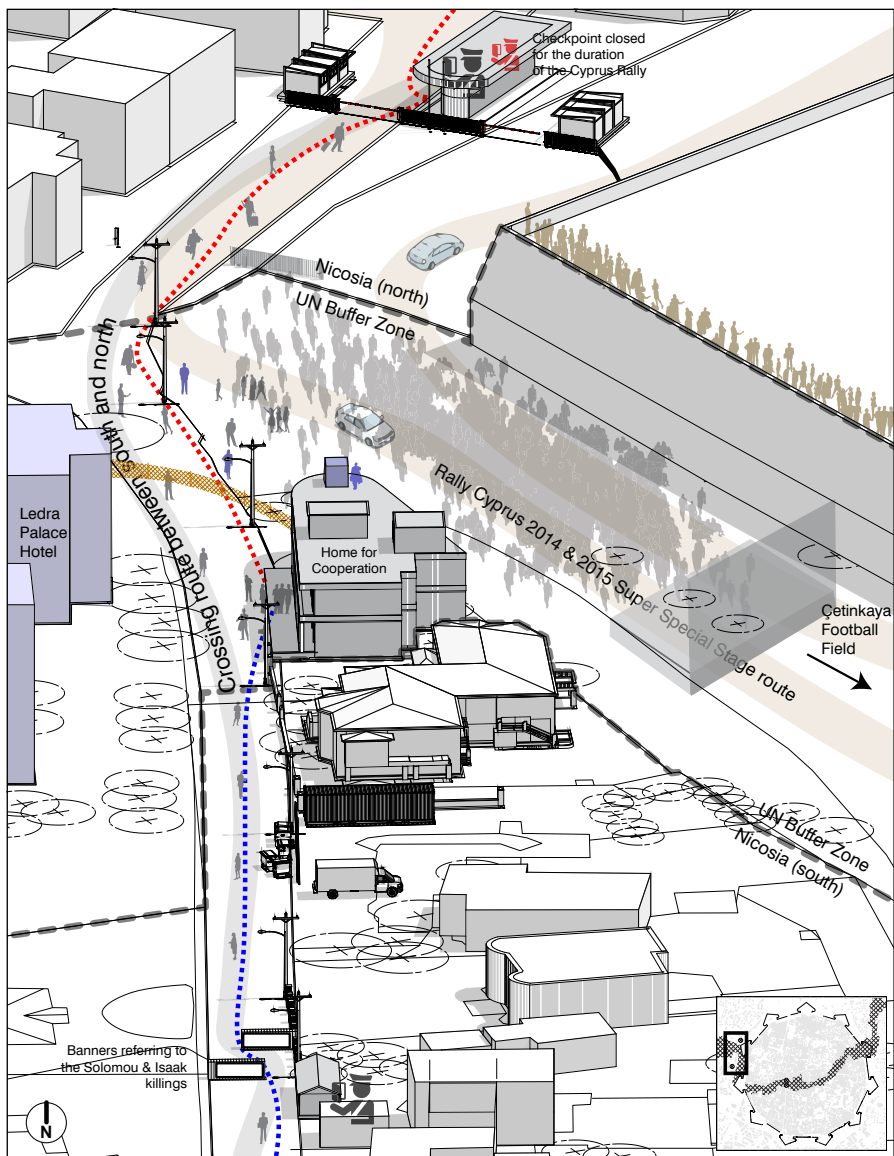 Checkpoint closed
for the duration
of the Cyprus Rally
Nicosia (north)
UN Buffer Zone
Crossing route between south and north
Ledra
Palace
Hotel
Home for
Cooperation
Rally Cyprus 2014 & 2015 Super Special Stage route
Çetinkaya
Football
Field
UN Buffer Zone
Nicosia (south)
Banners referring to
the Solomou & Isaak
killings
N